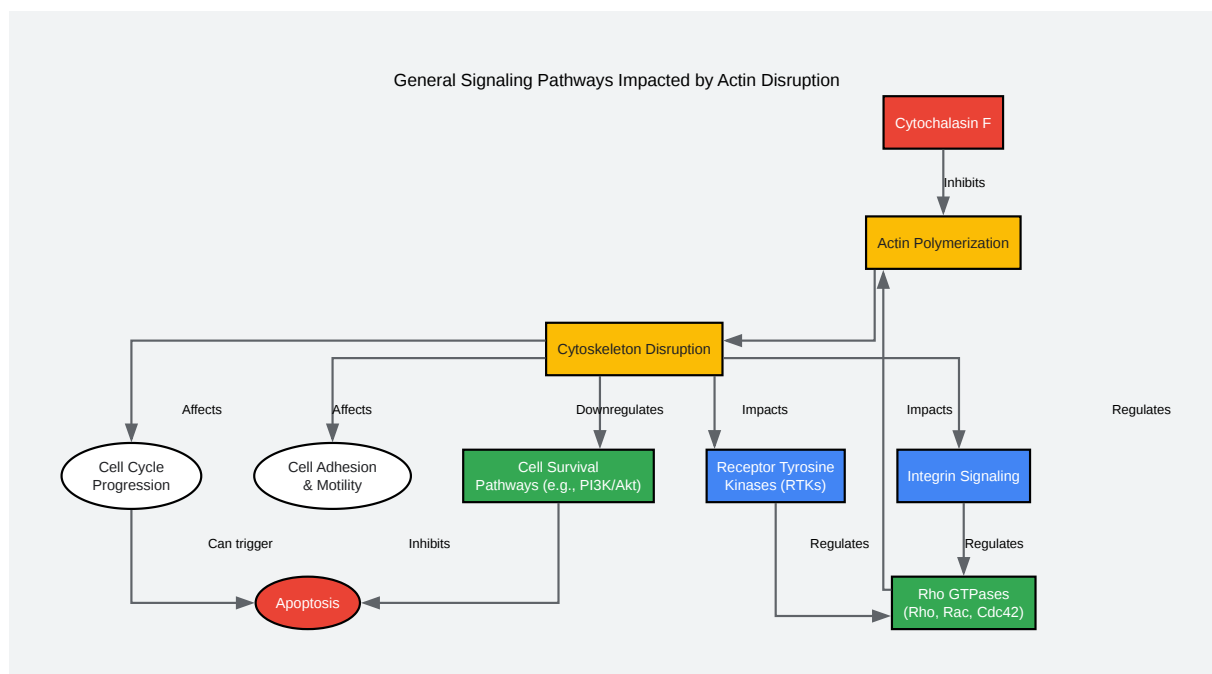 General Signaling Pathways Impacted by Actin Disruption
Cytochalasin F
Inhibits
Actin Polymerization
Cytoskeleton Disruption
Affects
Affects
Downregulates
Impacts
Impacts
Regulates
Cell Cycle
Progression
Cell Adhesion
& Motility
Cell Survival
Pathways (e.g., PI3K/Akt)
Receptor Tyrosine
Kinases (RTKs)
Integrin Signaling
Can trigger
Inhibits
Regulates
Regulates
Apoptosis
Rho GTPases
(Rho, Rac, Cdc42)